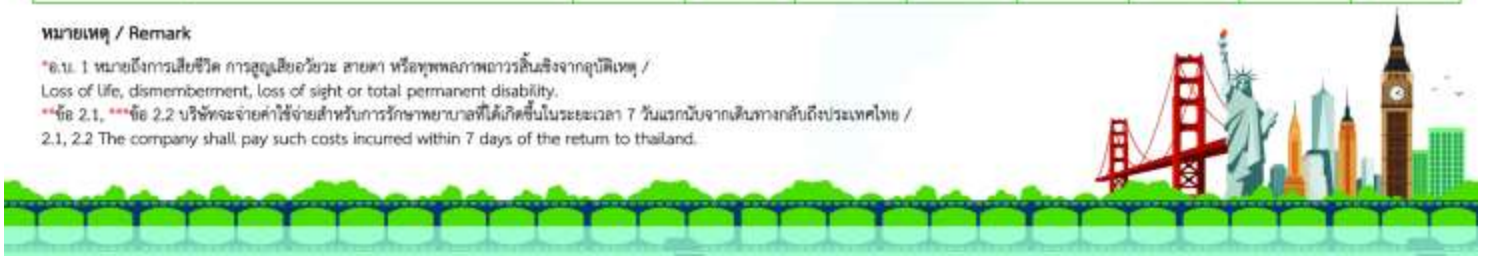 หมายเหตุ / Remark
*อ.บ. 1 หมายถึงการเสียชีวิต การสูญเสียอวัยวะ สายตา หรือทุพพลภาพถาวรสิ้นเชิงจากอุบัติเหตุ /
Loss of life, dismemberment, loss of sight or total permanent disability.
**ข้อ 2.1, ***ข้อ 2.2 บริษัทจะจ่ายค่าใช้จ่ายสำหรับการรักษาพยาบาลที่ได้เกิดขึ้นในระยะเวลา 7 วันแรกนับจากเดินทางกลับถึงประเทศไทย /
2.1, 2.2 The company shall pay such costs incurred within 7 days of the return to thailand.